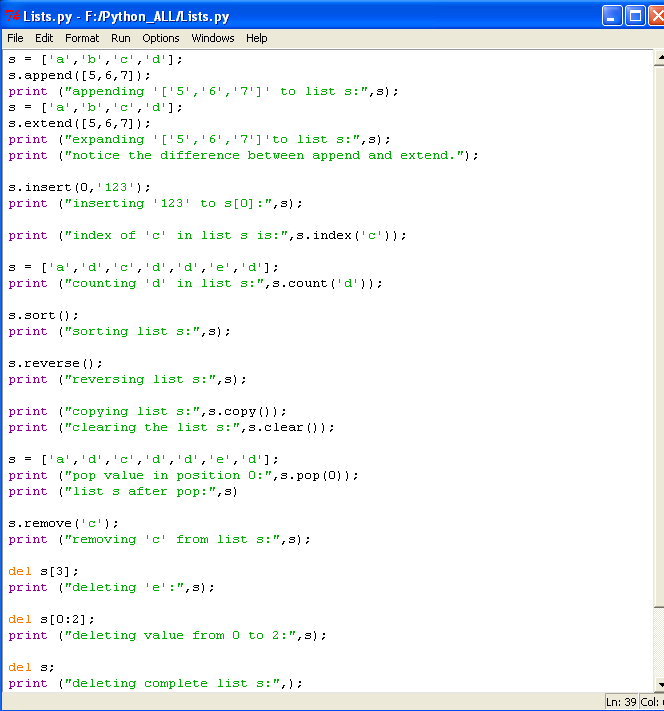 Lists.py - F:/Python_ALL/Lists.py
File Edit Format Run Options Windows Help
s = ['a','b','c','d'];
s.append([5,6,7]);
print ("appending '['5','6','7']' to list s:",s);
s = ['a','b','c','d'];
s.extend([5,6,7]);
print ("expanding '['5','6','7']'to list s:",s);
print ("notice the difference between append and extend.");
s.insert(0,'123');
print ("inserting '123' to s[0]:",s);
print ("index of 'c' in list s is:",s.index('c'));
s = ['a','d','c','d','d','e','d'];
print ("counting 'd' in list s:",s.count('d'));
s.sort();
print ("sorting list s:",s);
s.reverse();
print ("reversing list s:",s);
print ("copying list s:",s.copy());
print ("clearing the list s:",s.clear());
s = ['a','d','c','d','d','e','d'];
print ("pop value in position 0:",s.pop(0));
print ("list s after pop:",s)
s.remove('c');
print ("removing 'c' from list s:",s);
del s[3];
print ("deleting 'e':",s);
del s[0:2];
print ("deleting value from 0 to 2:",s);
del s;
print ("deleting complete list s:",);
Ln: 39 Col: